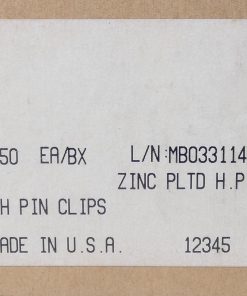 50 EA/BX L/N:MB033114
ZINC PLTD H.P
H PIN CLIPS
ADE IN U.S.A. 12345